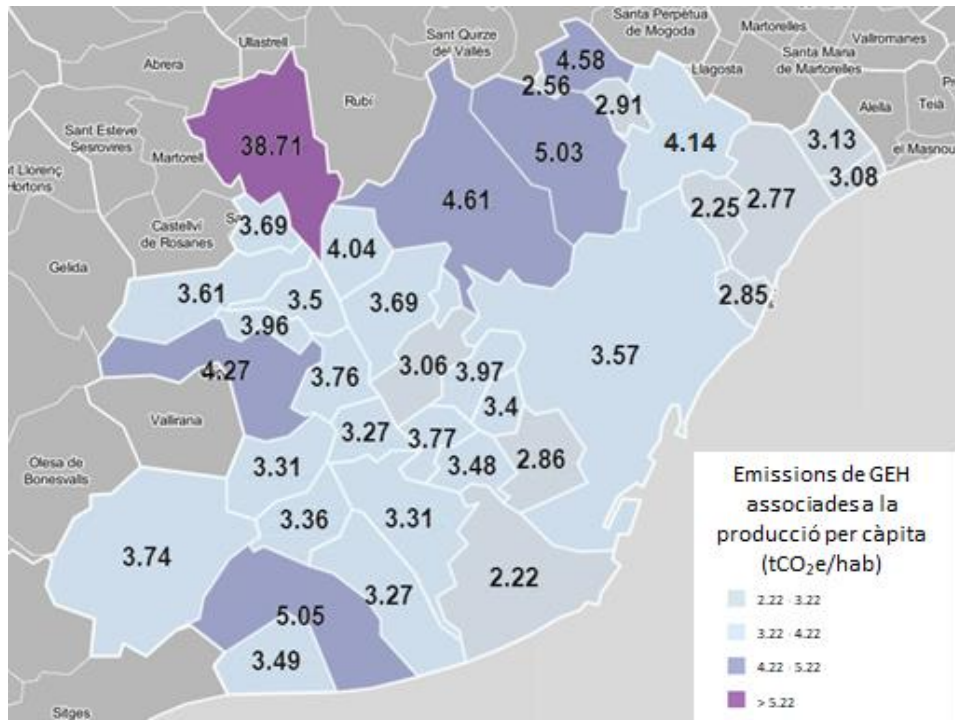 Santa Perpètua
de Mogoda
Martorelles
Vallromanes
Ullastrell
Sant Quirze
del Vallès
Santa Maria
de Martorelles
Abrera
4.58
Llagosta
2.56
Rubí
2.91
Alella
Teià
Sant Esteve
Sesrovires
38.71
4.14
3.13
el Masnou
Martorell
5.03
Hortons
3.08
4.61
2.25
2.77
Castellví
de Rosanes
3.69
4.04
Gelida
3.61
3.5
3.69
2.85
3.96
3.57
4.27
3.76
3.06
3.97
3.4
Vallirana
3.27
3.77
Olesa de
Bonesvalls
3.31
3.48
2.86
3.36
3.31
3.74
2.22
3.27
5.05
3.49
Sitges
Emissions de GEH
associades a la
producció per càpita
(tCO₂e/hab)
2.22 - 3.22
3.22 - 4.22
4.22 - 5.22
> 5.22